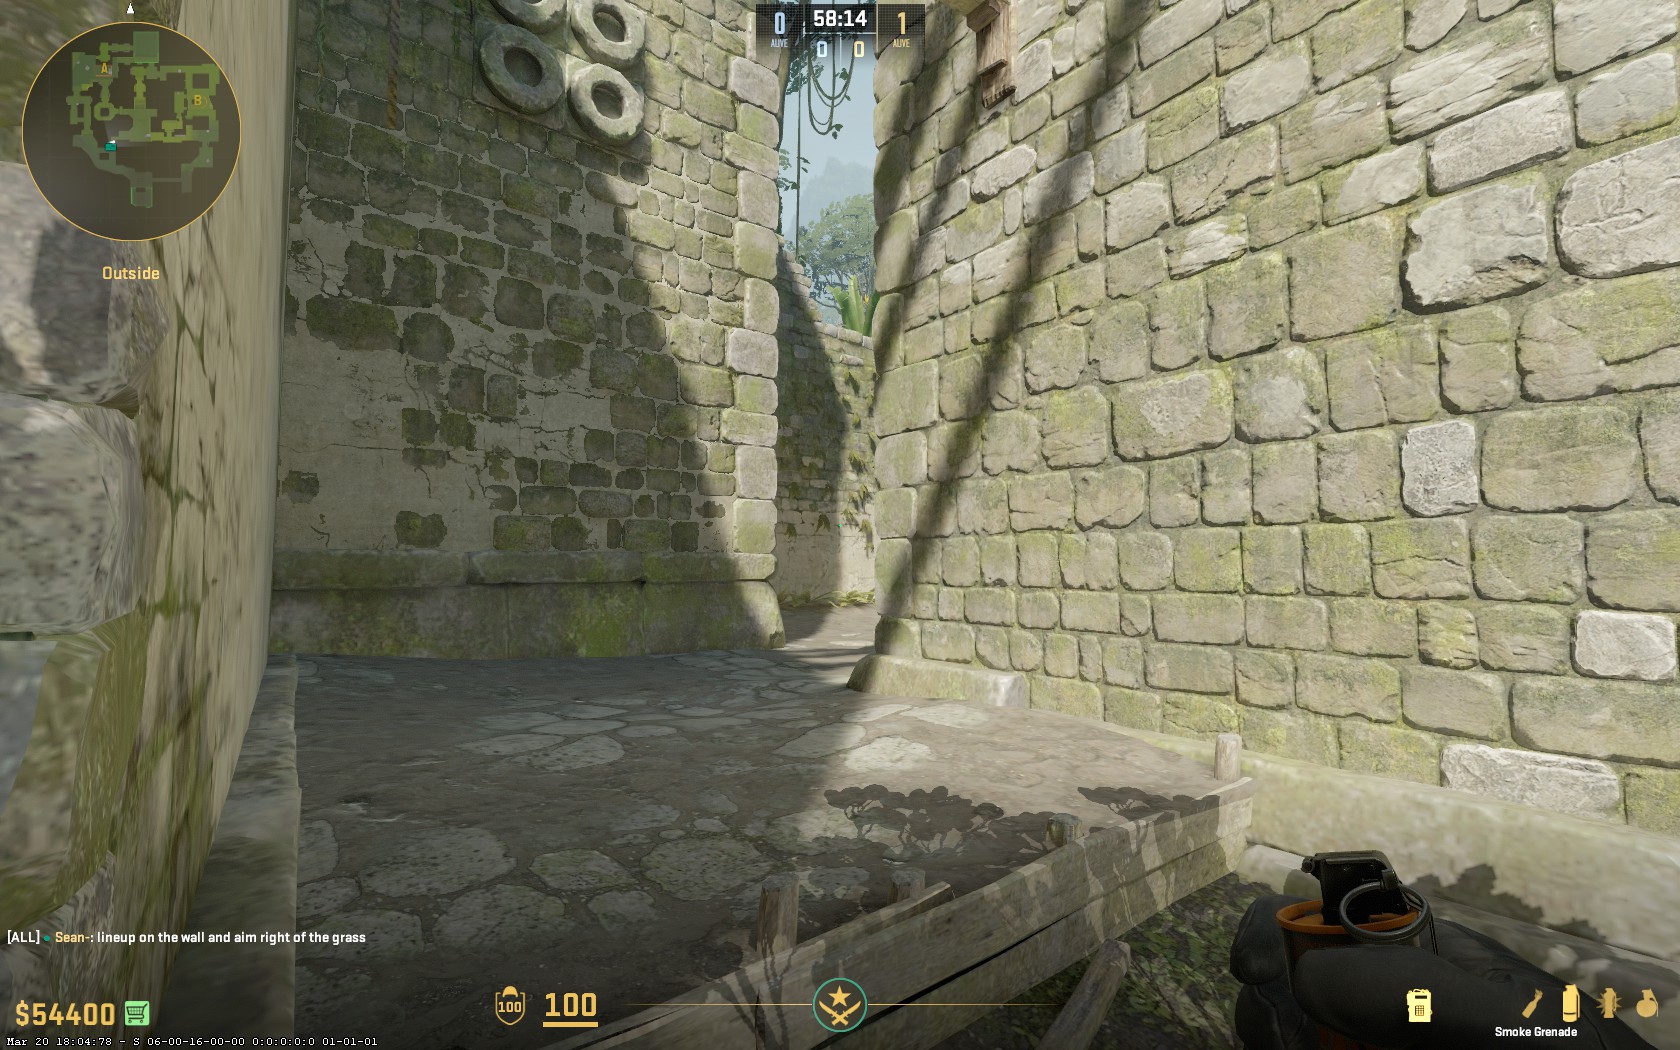 0 58:14 1
ALIVE 0 0 ALIVE
A
B
Outside
[ALL] Sean-: lineup on the wall and aim right of the grass
$54400
100 100
Smoke Grenade
Mar 20 18:04:78 - S 06-00-16-00-00 0:0:0:0:0 01-01-01